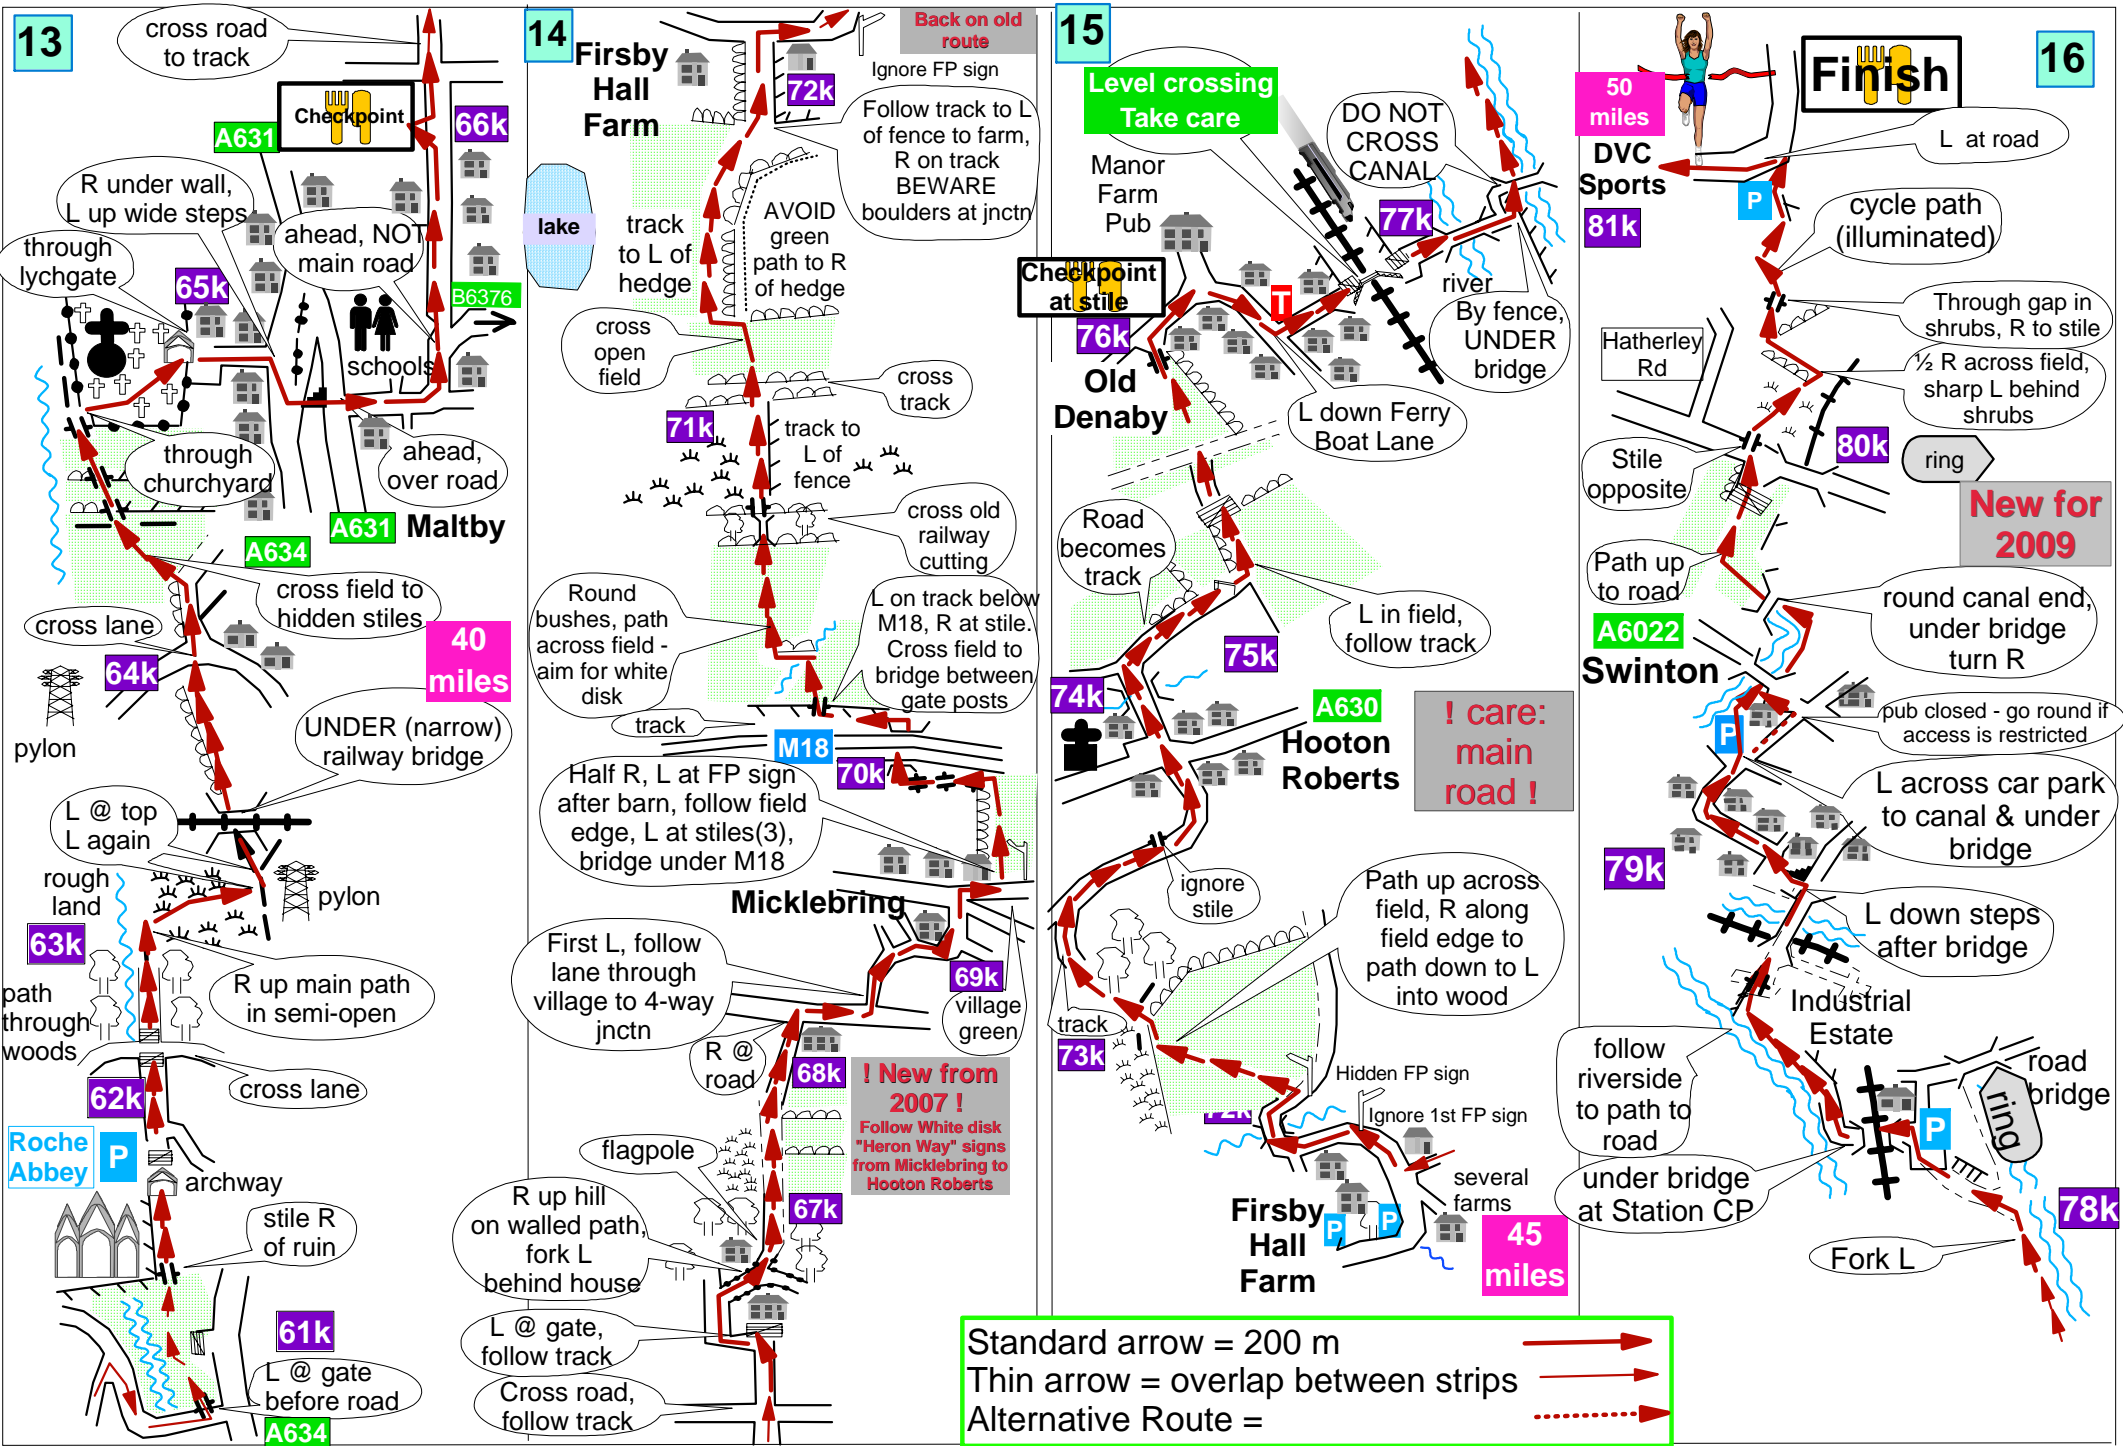 13
cross road
to track
Checkpoint
A631
66k
R under wall,
L up wide steps
ahead, NOT
main road
through
lychgate
65k
B6376
schools
through
churchyard
ahead,
over road
A631
Maltby
A634
cross field to
hidden stiles
cross lane
64k
40
miles
pylon
UNDER (narrow)
railway bridge
L @ top
L again
rough
land
pylon
63k
R up main path
in semi-open
path
through
woods
cross lane
62k
Roche
Abbey
P
archway
stile R
of ruin
61k
L @ gate
before road
A634
14
Firsby
Hall
Farm
Back on old
route
Ignore FP sign
72k
Follow track to L
of fence to farm,
R on track
BEWARE
boulders at jnctn
lake
track
to L of
hedge
AVOID
green
path to R
of hedge
cross
open
field
cross
track
71k
track to
L of
fence
cross old
railway
cutting
Round
bushes, path
across field -
aim for white
disk
L on track below
M18, R at stile.
Cross field to
bridge between
gate posts
track
M18
70k
Half R, L at FP sign
after barn, follow field
edge, L at stiles(3),
bridge under M18
Micklebring
First L, follow
lane through
village to 4-way
jnctn
69k
village
green
R @
road
68k
! New from
2007 !
Follow White disk
"Heron Way" signs
from Micklebring to
Hooton Roberts
flagpole
67k
R up hill
on walled path,
fork L
behind house
L @ gate,
follow track
Cross road,
follow track
15
Level crossing
Take care
DO NOT
CROSS
CANAL
Manor
Farm
Pub
77k
Checkpoint
at stile
T
river
76k
By fence,
UNDER
bridge
Old
Denaby
L down Ferry
Boat Lane
Road
becomes
track
L in field,
follow track
75k
74k
A630
Hooton
Roberts
! care:
main
road !
ignore
stile
Path up across
field, R along
field edge to
path down to L
into wood
track
73k
Hidden FP sign
72k
Ignore 1st FP sign
several
farms
Firsby
Hall
Farm
P
P
45
miles
16
Finish
50
miles
DVC
Sports
L at road
P
81k
cycle path
(illuminated)
Through gap in
shrubs, R to stile
Hatherley
Rd
½ R across field,
sharp L behind
shrubs
80k
ring
Stile
opposite
New for
2009
Path up
to road
round canal end,
under bridge
turn R
A6022
Swinton
P
pub closed - go round if
access is restricted
L across car park
to canal & under
bridge
79k
L down steps
after bridge
Industrial
Estate
follow
riverside
to path to
road
road
bridge
ring
P
under bridge
at Station CP
78k
Fork L
Standard arrow = 200 m
Thin arrow = overlap between strips
Alternative Route =